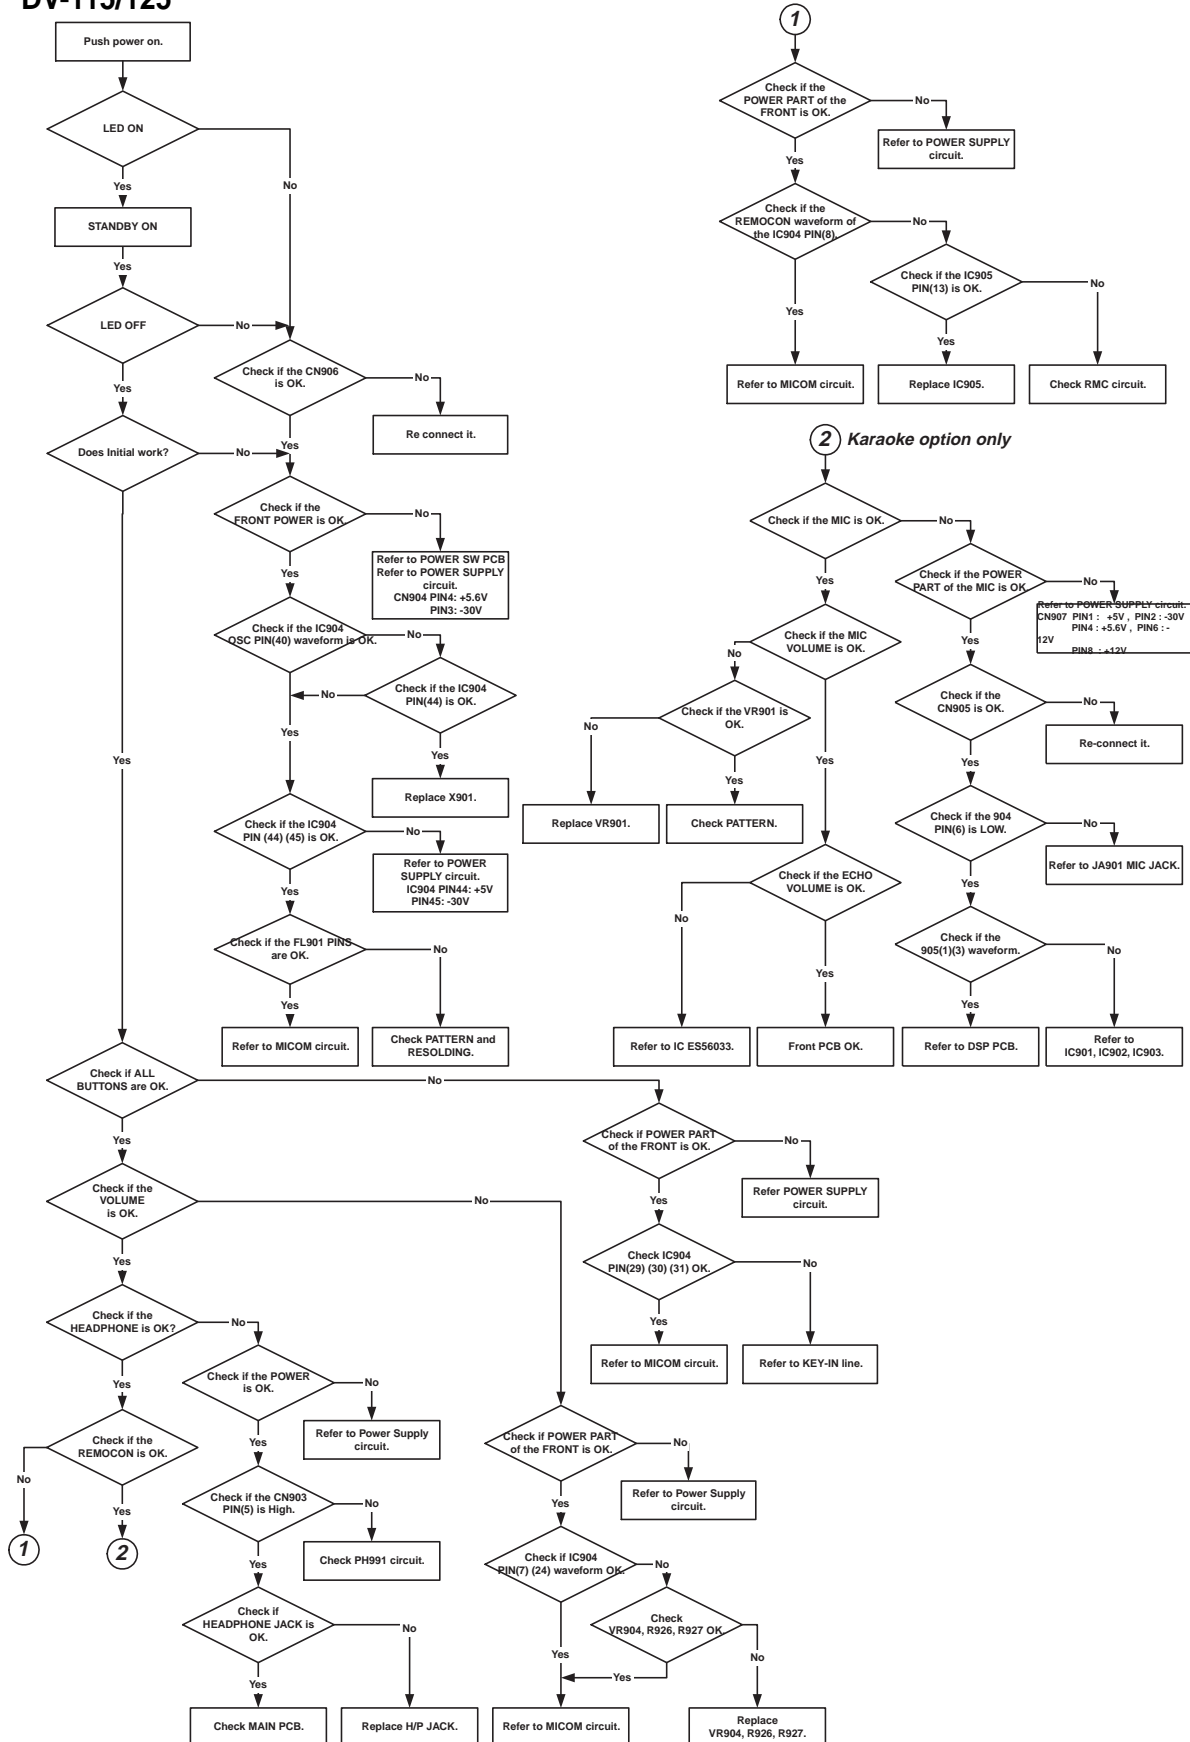 DV-115/125
Push power on.
LED ON
Yes
No
STANDBY ON
Yes
LED OFF
No
Yes
Check if the CN906
is OK.
No
Re connect it.
Yes
Does Initial work?
No
Yes
Check if the
FRONT POWER is OK.
No
Refer to POWER SW PCB
Refer to POWER SUPPLY
circuit.
CN904 PIN4: +5.6V
PIN3: -30V
Yes
Check if the IC904
OSC PIN(40) waveform is OK.
No
Check if the IC904
PIN(44) is OK.
No
Yes
Yes
Replace X901.
Check if the IC904
PIN (44) (45) is OK.
No
Refer to POWER
SUPPLY circuit.
IC904 PIN44: +5V
PIN45: -30V
Yes
Check if the FL901 PINS
are OK.
No
Yes
Refer to MICOM circuit.
Check PATTERN and
RESOLDING.
Check if ALL
BUTTONS are OK.
No
Yes
Check if POWER PART
of the FRONT is OK.
No
Refer POWER SUPPLY
circuit.
Yes
Check IC904
PIN(29) (30) (31) OK.
No
Yes
Refer to MICOM circuit.
Refer to KEY-IN line.
Check if the
VOLUME
is OK.
No
Yes
Check if the
HEADPHONE is OK?
No
Yes
Check if the POWER
is OK.
No
Refer to Power Supply
circuit.
Yes
Check if the
REMOCON is OK.
No
Yes
1
2
Check if the CN903
PIN(5) is High.
No
Check PH991 circuit.
Yes
Check if
HEADPHONE JACK is
OK.
No
Yes
Check MAIN PCB.
Replace H/P JACK.
Check if POWER PART
of the FRONT is OK.
No
Refer to Power Supply
circuit.
Yes
Check if IC904
PIN(7) (24) waveform OK.
No
Check
VR904, R926, R927 OK.
Yes
Yes
No
Refer to MICOM circuit.
Replace
VR904, R926, R927.
1
Check if the
POWER PART of the
FRONT is OK.
No
Refer to POWER SUPPLY
circuit.
Yes
Check if the
REMOCON waveform of
the IC904 PIN(8).
No
Check if the IC905
PIN(13) is OK.
No
Yes
Yes
Refer to MICOM circuit.
Replace IC905.
Check RMC circuit.
2 Karaoke option only
Check if the MIC is OK.
No
Yes
Check if the POWER
PART of the MIC is OK.
No
Refer to POWER SUPPLY circuit.
CN907 PIN1 : +5V , PIN2 : -30V
PIN4 : +5.6V , PIN6 : -
12V
PIN8 : +12V
Yes
Check if the MIC
VOLUME is OK.
No
Check if the VR901 is
OK.
No
Yes
Yes
Replace VR901.
Check PATTERN.
Check if the
CN905 is OK.
No
Re-connect it.
Yes
Check if the 904
PIN(6) is LOW.
No
Refer to JA901 MIC JACK.
Yes
Check if the ECHO
VOLUME is OK.
No
Yes
Check if the
905(1)(3) waveform.
No
Yes
Refer to IC ES56033.
Front PCB OK.
Refer to DSP PCB.
Refer to
IC901, IC902, IC903.